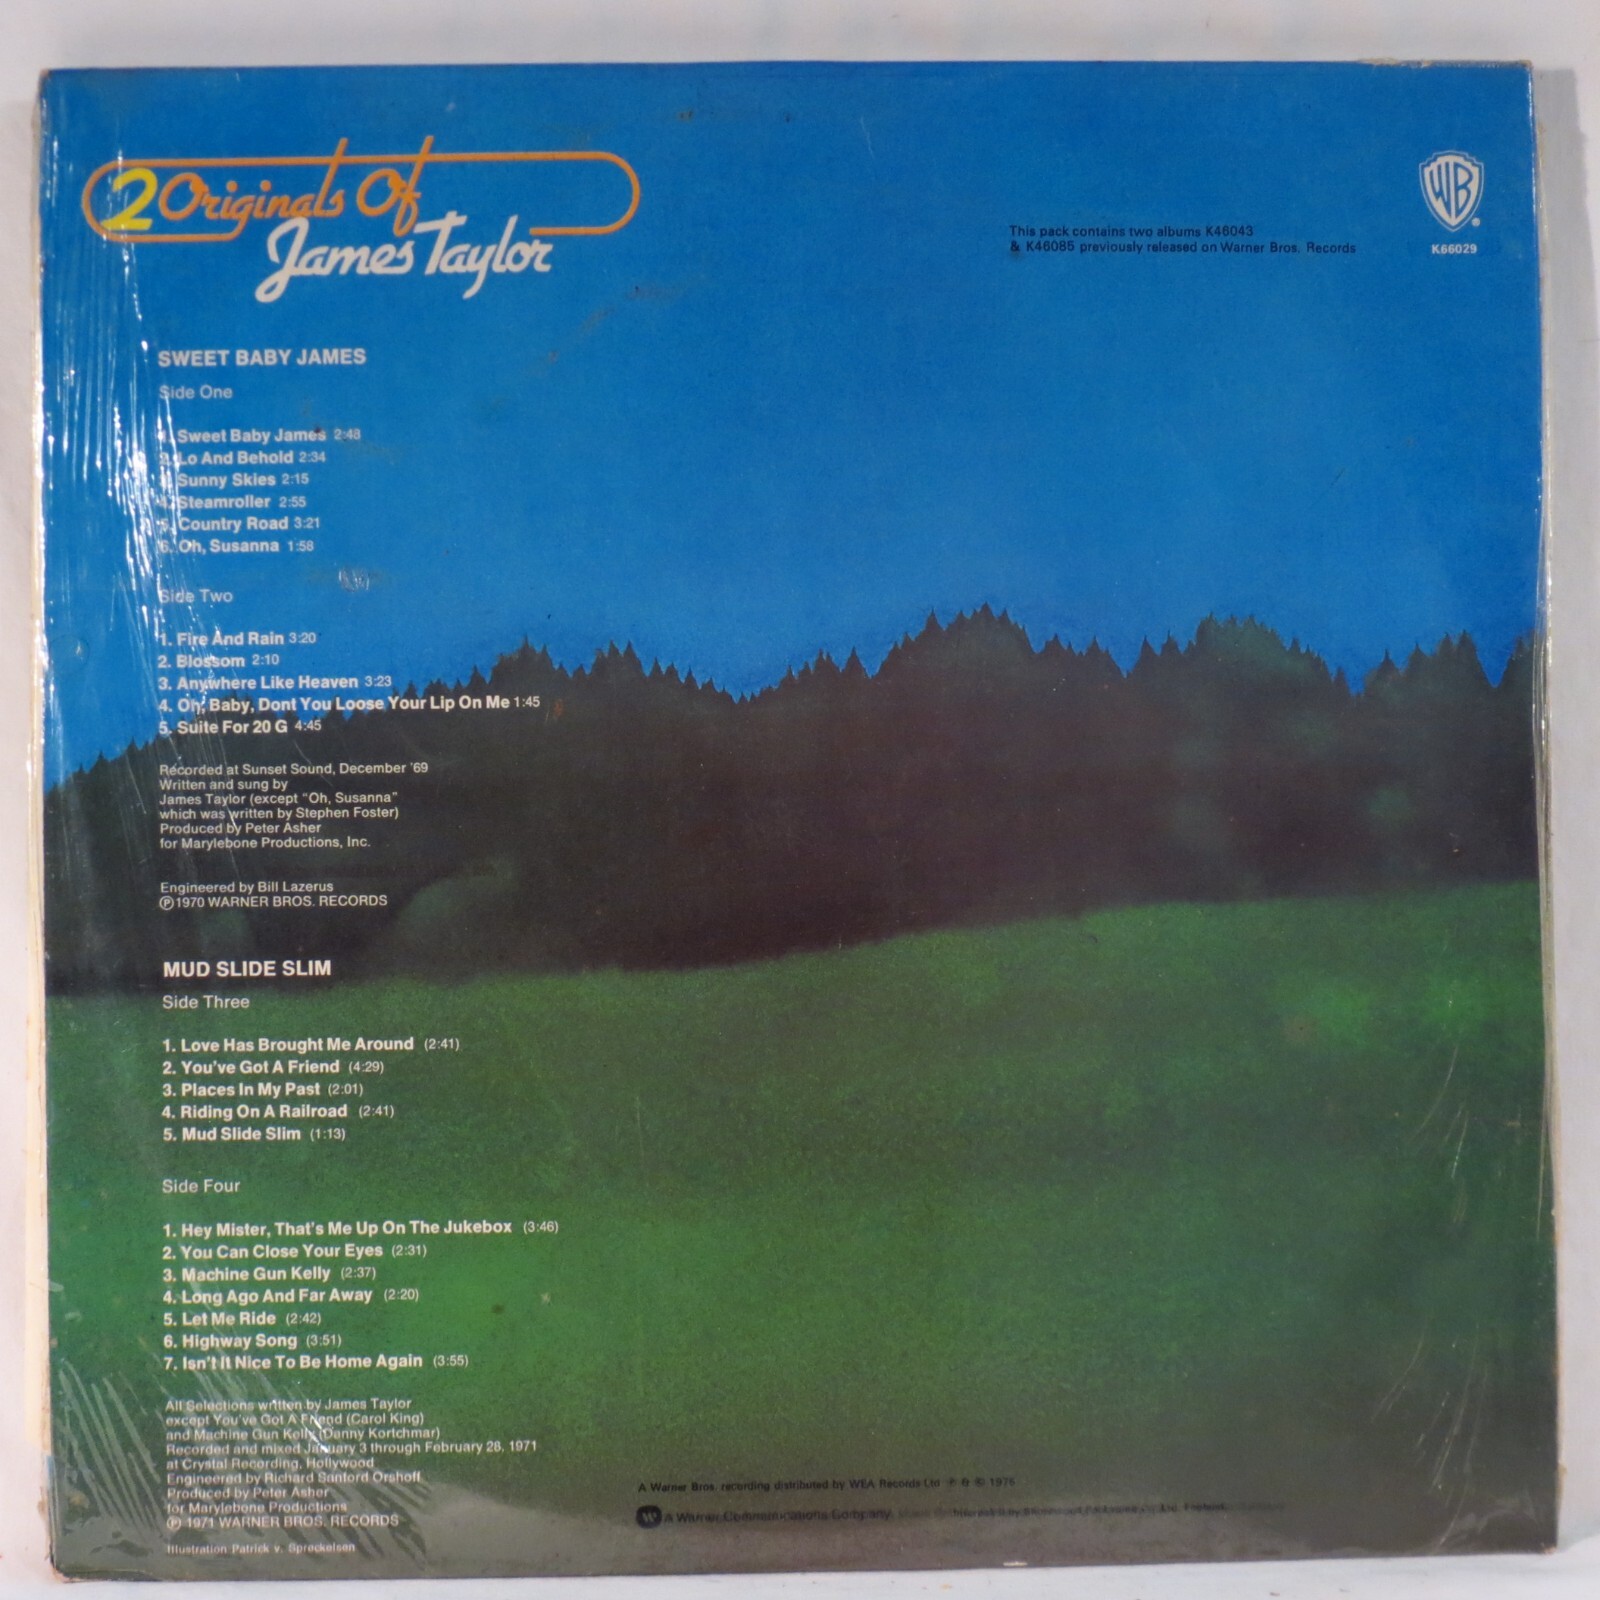 2 Originals Of
James Taylor
This pack contains two albums K46043
& K46085 previously released on Warner Bros. Records
WB
®
K66029
SWEET BABY JAMES
Side One
1. Sweet Baby James 2:48
2. Lo And Behold 2:34
3. Sunny Skies 2:15
4. Steamroller 2:55
5. Country Road 3:21
6. Oh, Susanna 1:58
Side Two
1. Fire And Rain 3:20
2. Blossom 2:10
3. Anywhere Like Heaven 3:23
4. Oh, Baby, Dont You Loose Your Lip On Me 1:45
5. Suite For 20 G 4:45
Recorded at Sunset Sound, December '69
Written and sung by
James Taylor (except "Oh, Susanna"
which was written by Stephen Foster)
Produced by Peter Asher
for Marylebone Productions, Inc.
Engineered by Bill Lazerus
℗ 1970 WARNER BROS. RECORDS
MUD SLIDE SLIM
Side Three
1. Love Has Brought Me Around (2:41)
2. You've Got A Friend (4:29)
3. Places In My Past (2:01)
4. Riding On A Railroad (2:41)
5. Mud Slide Slim (1:13)
Side Four
1. Hey Mister, That's Me Up On The Jukebox (3:46)
2. You Can Close Your Eyes (2:31)
3. Machine Gun Kelly (2:37)
4. Long Ago And Far Away (2:20)
5. Let Me Ride (2:42)
6. Highway Song (3:51)
7. Isn't It Nice To Be Home Again (3:55)
All Selections written by James Taylor
except You've Got A Friend (Carol King)
and Machine Gun Kelly (Danny Kortchmar)
Recorded and mixed January 3 through February 28, 1971
at Crystal Recording, Hollywood
Engineered by Richard Sanford Orshoff
Produced by Peter Asher
for Marylebone Productions
℗ 1971 WARNER BROS. RECORDS
Illustration Patrick v. Spreckelsen
A Warner Bros. recording distributed by WEA Records Ltd ℗ & © 1975
A Warner Communications Company